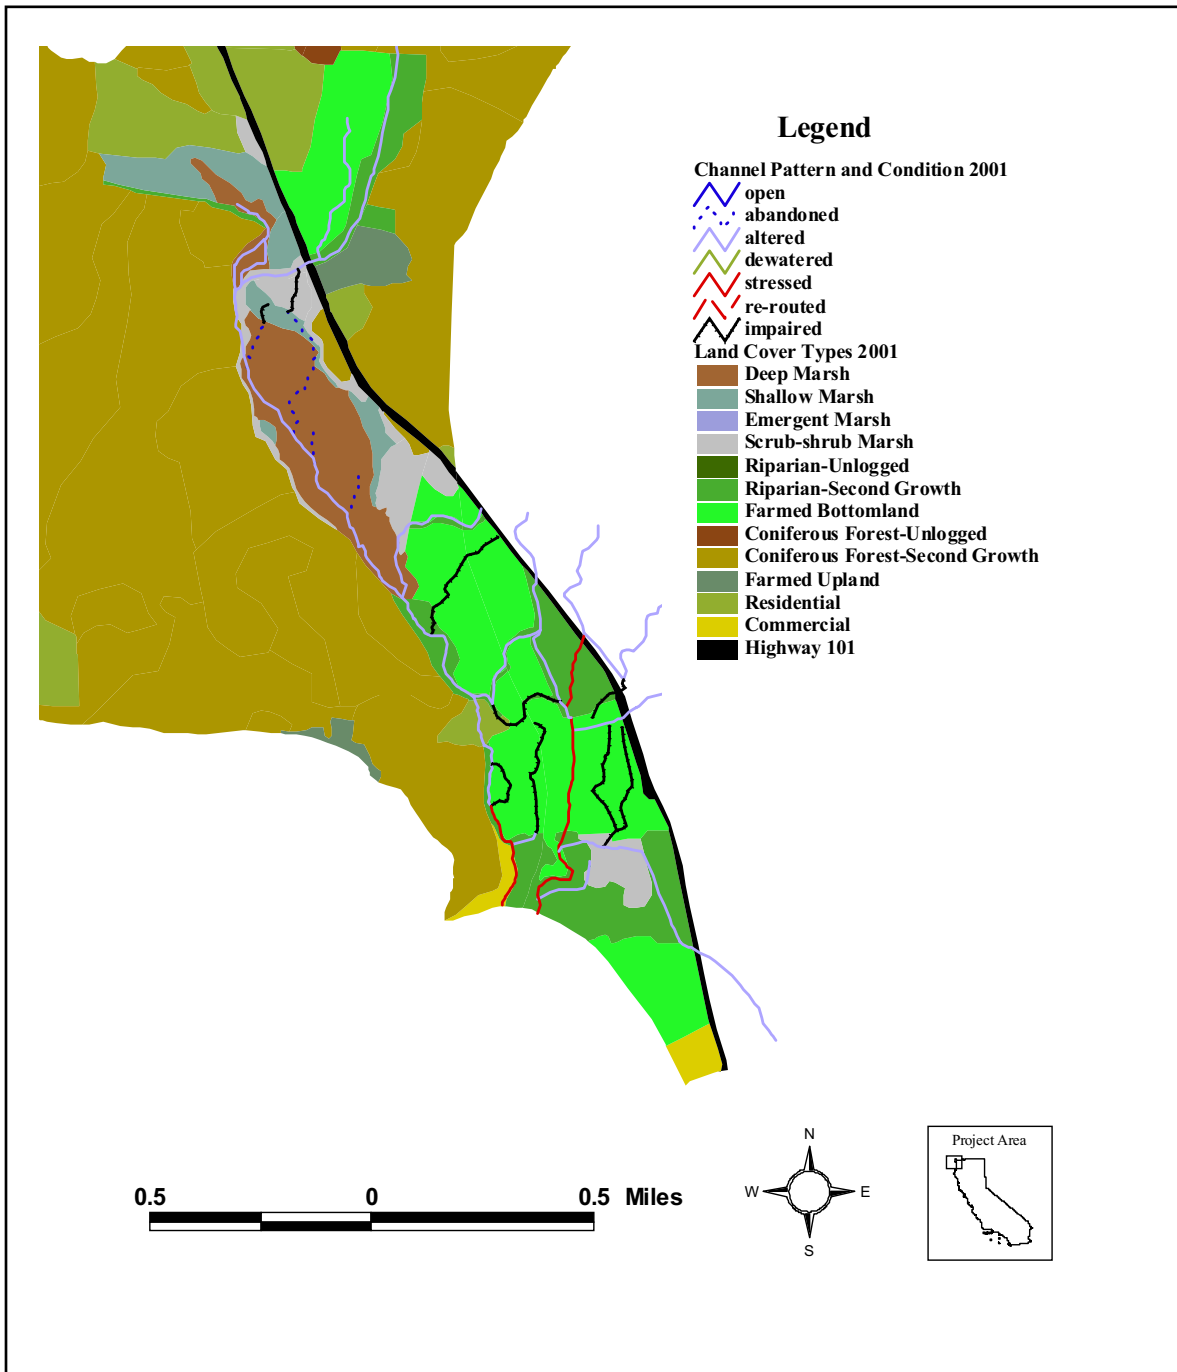 Legend
Channel Pattern and Condition 2001
open
abandoned
altered
dewatered
stressed
re-routed
impaired
Land Cover Types 2001
Deep Marsh
Shallow Marsh
Emergent Marsh
Scrub-shrub Marsh
Riparian-Unlogged
Riparian-Second Growth
Farmed Bottomland
Coniferous Forest-Unlogged
Coniferous Forest-Second Growth
Farmed Upland
Residential
Commercial
Highway 101
0.5 0 0.5 Miles
N
W E
S
Project Area